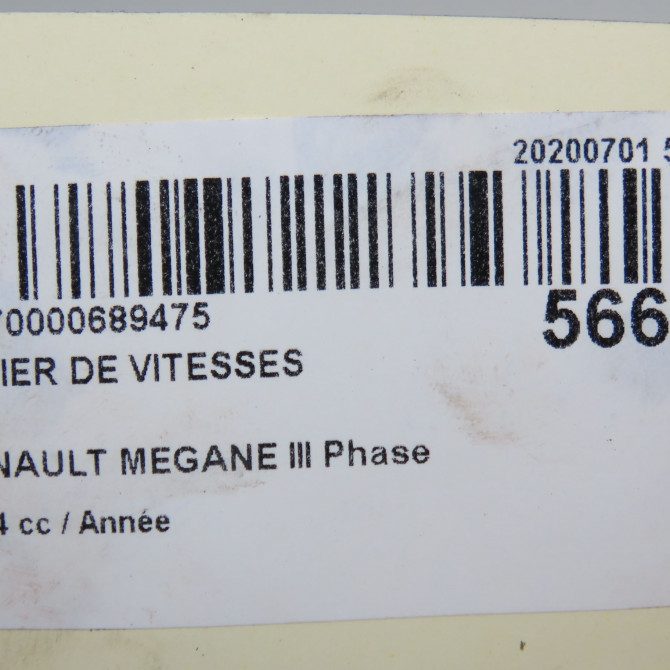 20200701 5
70000689475
566
IER DE VITESSES
NAULT MEGANE III Phase
4 cc / Année